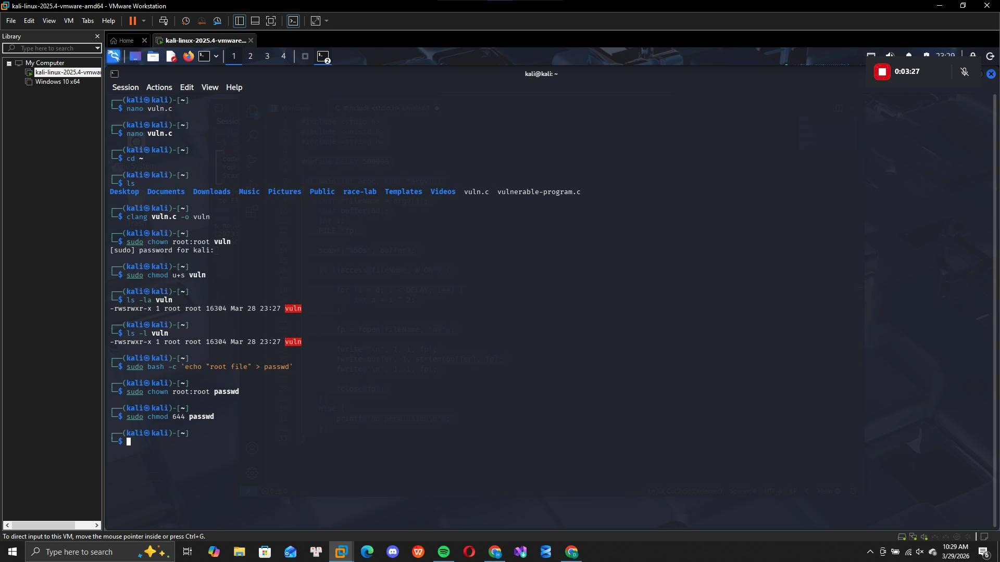 kali-linux-2025.4-vmware-amd64 - VMware Workstation
File Edit View VM Tabs Help
Library
Type here to search
My Computer
kali-linux-2025.4-vmwar
Windows 10 x64
Home
kali-linux-2025.4-vmware...
1 2 3 4
2
23:29
kali@kali: ~
0:03:27
Session Actions Edit View Help
┌──(kali㉿kali)-[~]
└─$ nano vuln.c
┌──(kali㉿kali)-[~]
└─$ nano vuln.c
┌──(kali㉿kali)-[~]
└─$ cd ~
┌──(kali㉿kali)-[~]
└─$ ls
Desktop Documents Downloads Music Pictures Public race-lab Templates Videos vuln.c vulnerable-program.c
┌──(kali㉿kali)-[~]
└─$ clang vuln.c -o vuln
┌──(kali㉿kali)-[~]
└─$ sudo chown root:root vuln
[sudo] password for kali:
┌──(kali㉿kali)-[~]
└─$ sudo chmod u+s vuln
┌──(kali㉿kali)-[~]
└─$ ls -la vuln
-rwsrwxr-x 1 root root 16304 Mar 28 23:27 vuln
┌──(kali㉿kali)-[~]
└─$ ls -l vuln
-rwsrwxr-x 1 root root 16304 Mar 28 23:27 vuln
┌──(kali㉿kali)-[~]
└─$ sudo bash -c 'echo "root file" > passwd'
┌──(kali㉿kali)-[~]
└─$ sudo chown root:root passwd
┌──(kali㉿kali)-[~]
└─$ sudo chmod 644 passwd
┌──(kali㉿kali)-[~]
└─$
To direct input to this VM, move the mouse pointer inside or press Ctrl+G.
Type here to search
10:29 AM
3/29/2026
6